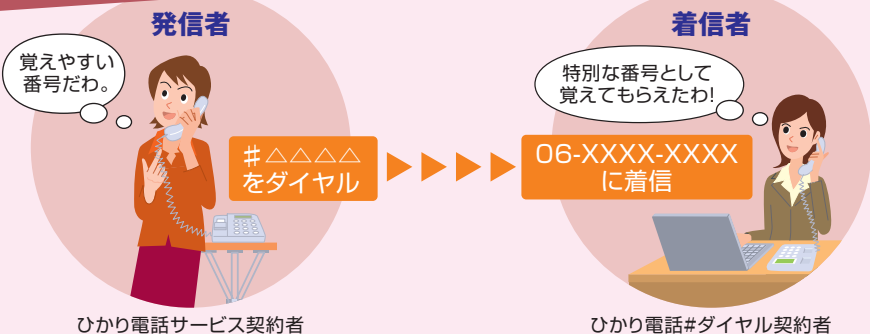 発信者
覚えやすい
番号だわ。
♯△△△△
をダイヤル
ひかり電話サービス契約者
着信者
特別な番号として
覚えてもらえたわ!
06-XXXX-XXXX
に着信
ひかり電話#ダイヤル契約者